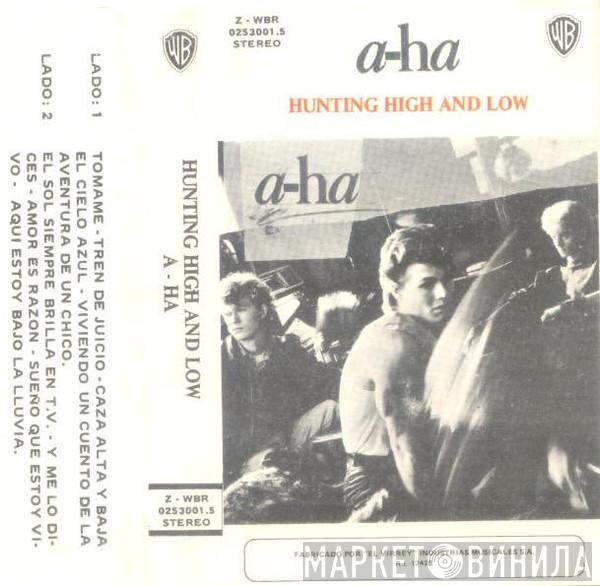 LADO: 1
TOMAME - TREN DE JUICIO - CAZA ALTA Y BAJA
EL CIELO AZUL - VIVIENDO UN CUENTO DE LA
AVENTURA DE UN CHICO.
LADO: 2
EL SOL SIEMPRE BRILLA EN T.V. - Y ME LO DI-
CES - AMOR ES RAZON - SUEÑO QUE ESTOY VI-
VO - AQUI ESTOY BAJO LA LLUVIA.
WB
HUNTING HIGH AND LOW
A - HA
Z - WBR
0253001.5
STEREO
Z - WBR
0253001.5
STEREO
a-ha
WB
HUNTING HIGH AND LOW
a-ha
FABRICADO POR "EL VIRREY" INDUSTRIAS MUSICALES S.A.
МАРКЕТ ВИНИЛА